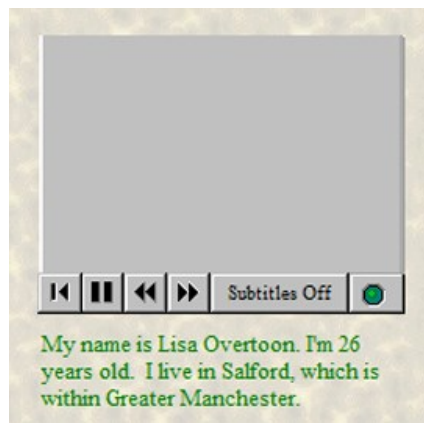 Subtitles Off
My name is Lisa Overtoon. I'm 26
years old.  I live in Salford, which is
within Greater Manchester.